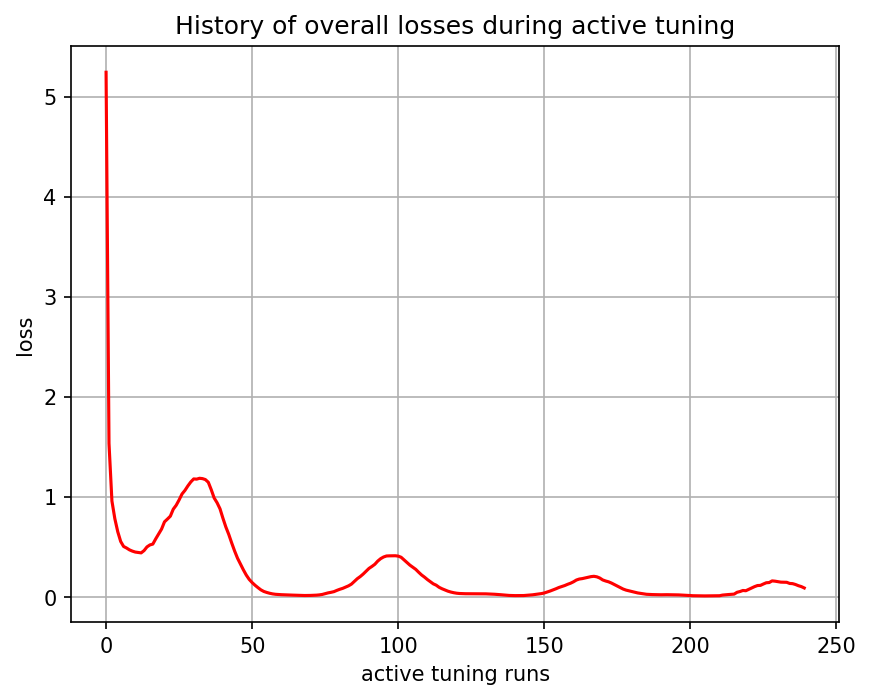 History of overall losses during active tuning
5
4
3
2
1
0
loss
0 50 100 150 200 250
active tuning runs